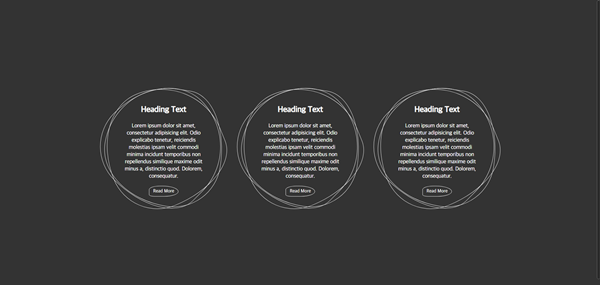 Heading Text
Lorem ipsum dolor sit amet,
consectetur adipisicing elit. Odio
explicabo tenetur, reiciendis
molestias ipsam vero commodi
minima incidunt temporibus non
repellendus similique maxime odit
minus a, distinctio quod. Dolorem,
consequatur.
Read More
Heading Text
Lorem ipsum dolor sit amet,
consectetur adipisicing elit. Odio
explicabo tenetur, reiciendis
molestias ipsam vero commodi
minima incidunt temporibus non
repellendus similique maxime odit
minus a, distinctio quod. Dolorem,
consequatur.
Read More
Heading Text
Lorem ipsum dolor sit amet,
consectetur adipisicing elit. Odio
explicabo tenetur, reiciendis
molestias ipsam vero commodi
minima incidunt temporibus non
repellendus similique maxime odit
minus a, distinctio quod. Dolorem,
consequatur.
Read More